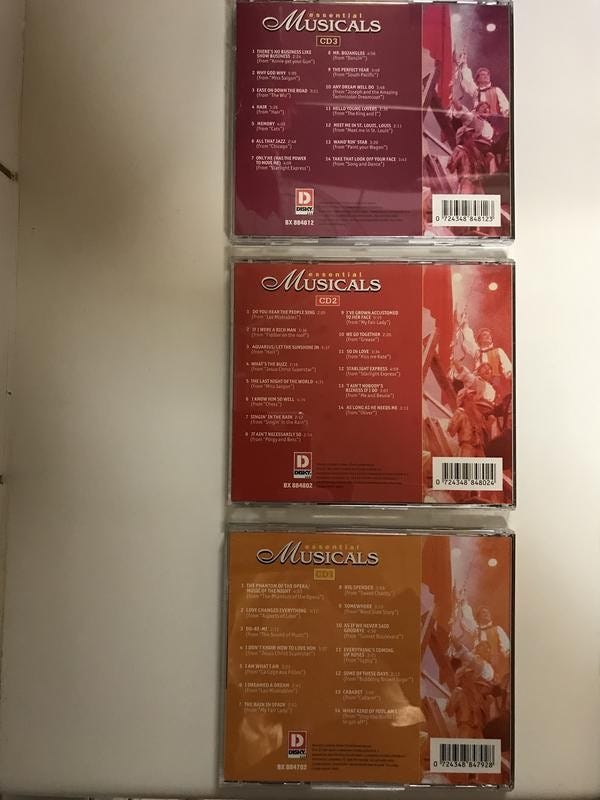 essential
MUSICALS
CD3
1 THERE'S NO BUSINESS LIKE
SHOW BUSINESS
(from "Annie get your Gun")
2 WHY GOD WHY
(from "Miss Saigon")
3 EASE ON DOWN THE ROAD
(from "The Wiz")
4 HAIR
(from "Hair")
5 MEMORY
(from "Cats")
6 ALL THAT JAZZ
(from "Chicago")
7 ONLY HE (HAS THE POWER
TO MOVE ME)
(from "Starlight Express")
8 MR. BOJANGLES
(from "Dancin'")
9 THE PERFECT YEAR
(from "South Pacific")
10 ANY DREAM WILL DO
(from "Joseph and the Amazing
Technicolor Dreamcoat")
11 HELLO YOUNG LOVERS
(from "The King and I")
12 MEET ME IN ST. LOUIS, LOUIS
(from "Meet me in St. Louis")
13 WAND'RIN' STAR
(from "Paint your Wagon")
14 TAKE THAT LOOK OFF YOUR FACE
(from "Song and Dance")
D
DISKY
BX 884812
0 724348 848123
essential
MUSICALS
CD2
1 DO YOU HEAR THE PEOPLE SING
(from "Les Misérables")
2 IF I WERE A RICH MAN
(from "Fiddler on the roof")
3 AQUARIUS/LET THE SUNSHINE IN
(from "Hair")
4 WHAT'S THE BUZZ
(from "Jesus Christ Superstar")
5 THE LAST NIGHT OF THE WORLD
(from "Miss Saigon")
6 I KNOW HIM SO WELL
(from "Chess")
7 SINGIN' IN THE RAIN
(from "Singin' in the Rain")
8 IT AIN'T NECESSARILY SO
(from "Porgy and Bess")
9 I'VE GROWN ACCUSTOMED
TO HER FACE
(from "My Fair Lady")
10 WE GO TOGETHER
(from "Grease")
11 SO IN LOVE
(from "Kiss me Kate")
12 STARLIGHT EXPRESS
(from "Starlight Express")
13 'T AIN'T NOBODY'S
BIZNESS IF I DO
(from "Me and Bessie")
14 AS LONG AS HE NEEDS ME
(from "Oliver")
D
DISKY
BX 884802
0 724348 848024
essential
MUSICALS
CD1
1 THE PHANTOM OF THE OPERA/
MUSIC OF THE NIGHT
(from "The Phantom of the Opera")
2 LOVE CHANGES EVERYTHING
(from "Aspects of Love")
3 DO-RE-MI
(from "The Sound of Music")
4 I DON'T KNOW HOW TO LOVE HIM
(from "Jesus Christ Superstar")
5 I AM WHAT I AM
(from "La Cage aux Folles")
6 I DREAMED A DREAM
(from "Les Misérables")
7 THE RAIN IN SPAIN
(from "My Fair Lady")
8 BIG SPENDER
(from "Sweet Charity")
9 SOMEWHERE
(from "West Side Story")
10 AS IF WE NEVER SAID
GOODBYE
(from "Sunset Boulevard")
11 EVERYTHING'S COMING
UP ROSES
(from "Gypsy")
12 SOME OF THESE DAYS
(from "Bubbling Brown Sugar")
13 CABARET
(from "Cabaret")
14 WHAT KIND OF FOOL AM I
(from "Stop the World I want
to get off")
D
DISKY
BX 884792
0 724348 847928